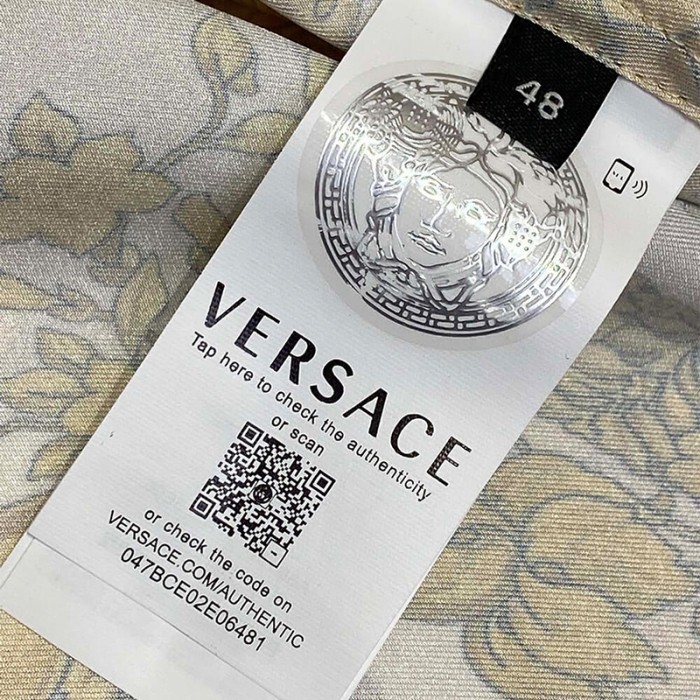 48
VERSACE
Tap here to check the authenticity
or scan
or check the code on
VERSACE.COM/AUTHENTIC
047BCE02E06481